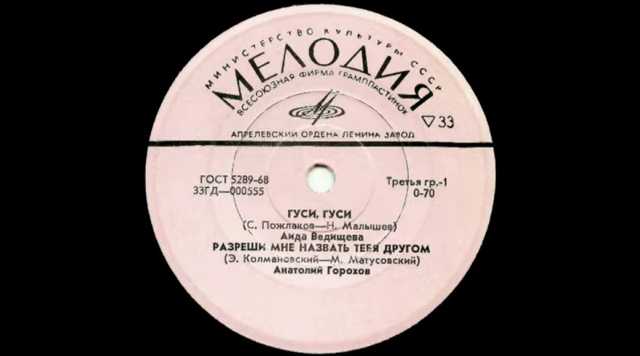 МИНИСТЕРСТВО КУЛЬТУРЫ СССР
МЕЛОДИЯ
ВСЕСОЮЗНАЯ ФИРМА ГРАМПЛАСТИНОК
▽33
АПРЕЛЕВСКИЙ ОРДЕНА ЛЕНИНА ЗАВОД
ГОСТ 5289-68
33ГД—000555
Третья гр.-1
0-70
ГУСИ, ГУСИ
(С. Пожлаков—Н. Малышев)
Аида Ведищева
РАЗРЕШИ МНЕ НАЗВАТЬ ТЕБЯ ДРУГОМ
(Э. Колмановский—М. Матусовский)
Анатолий Горохов